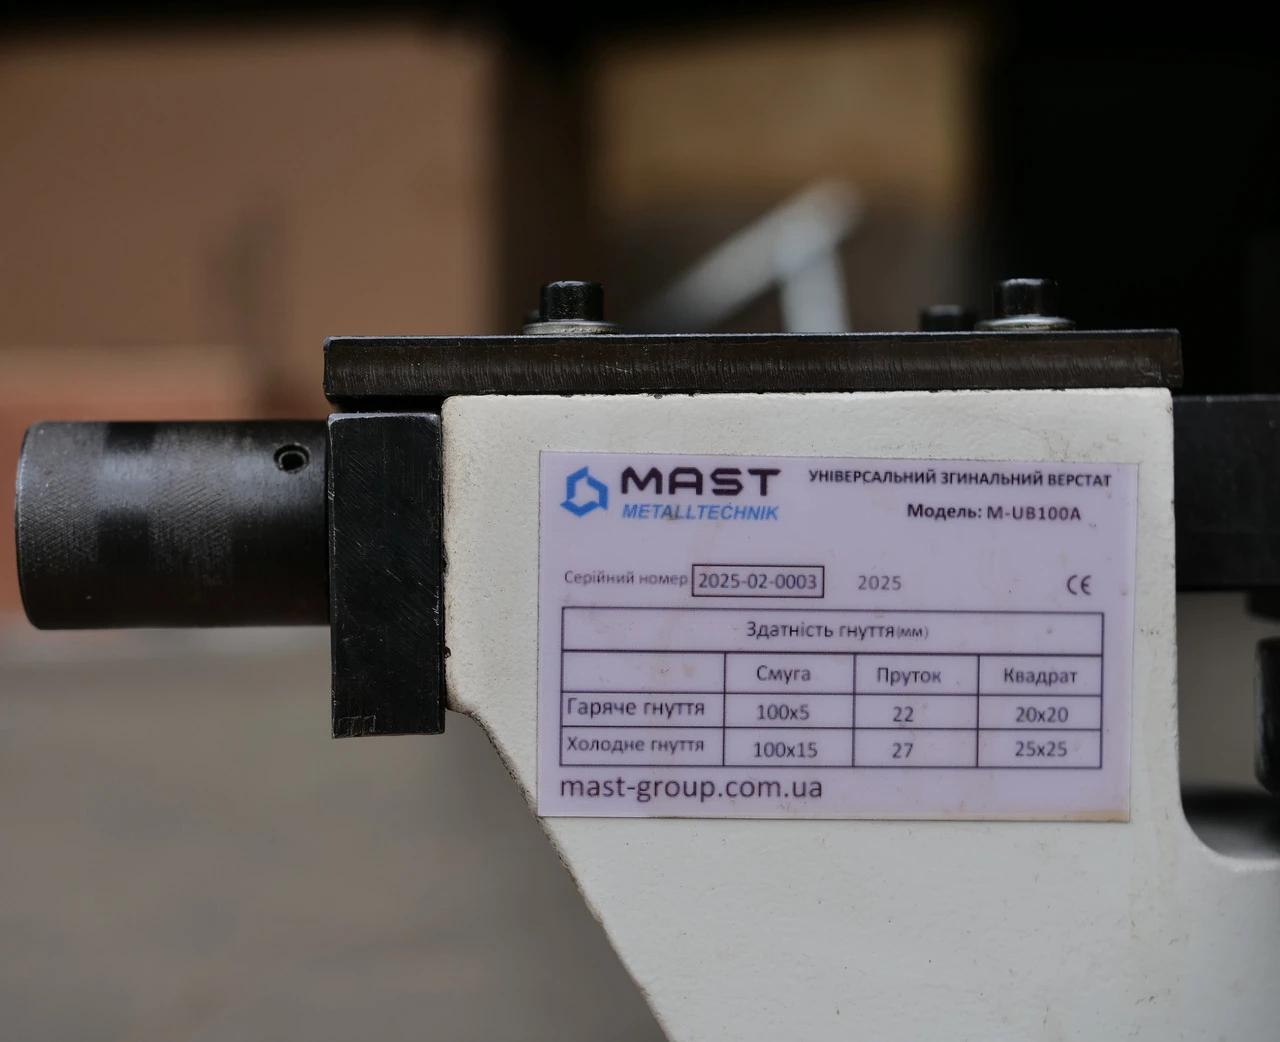 MAST
METALLTECHNIK
УНІВЕРСАЛЬНИЙ ЗГИНАЛЬНИЙ ВЕРСТАТ
Модель: M-UB100A
Серійний номер 2025-02-0003 2025 CE
Здатність гнуття(мм)
Смуга Пруток Квадрат
Гаряче гнуття 100x5 22 20x20
Холодне гнуття 100x15 27 25x25
mast-group.com.ua